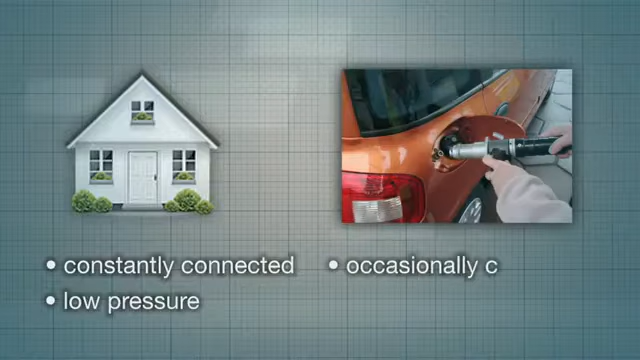 • constantly connected
• low pressure
• occasionally c